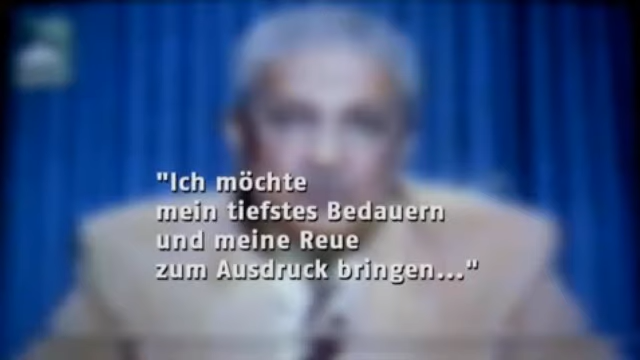 "Ich möchte
mein tiefstes Bedauern
und meine Reue
zum Ausdruck bringen..."